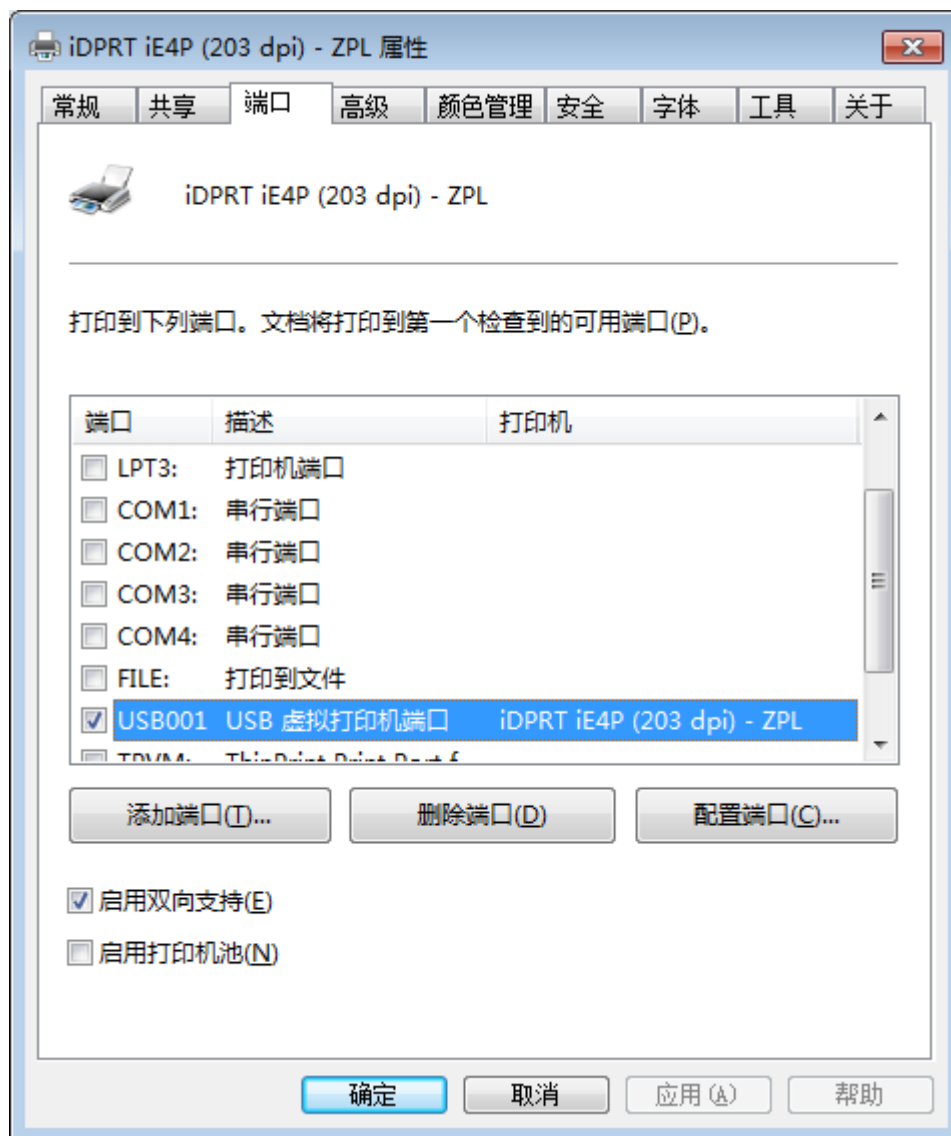 iDPRT iE4P (203 dpi) - ZPL 属性
常规 共享 端口 高级 颜色管理 安全 字体 工具 关于
iDPRT iE4P (203 dpi) - ZPL
打印到下列端口。文档将打印到第一个检查到的可用端口(P)。
端口 描述 打印机
LPT3: 打印机端口
COM1: 串行端口
COM2: 串行端口
COM3: 串行端口
COM4: 串行端口
FILE: 打印到文件
USB001 USB 虚拟打印机端口 iDPRT iE4P (203 dpi) - ZPL
TPVM: ThinPrint Print Port f
添加端口(T)... 删除端口(D) 配置端口(C)...
启用双向支持(E)
启用打印机池(N)
确定 取消 应用(A) 帮助